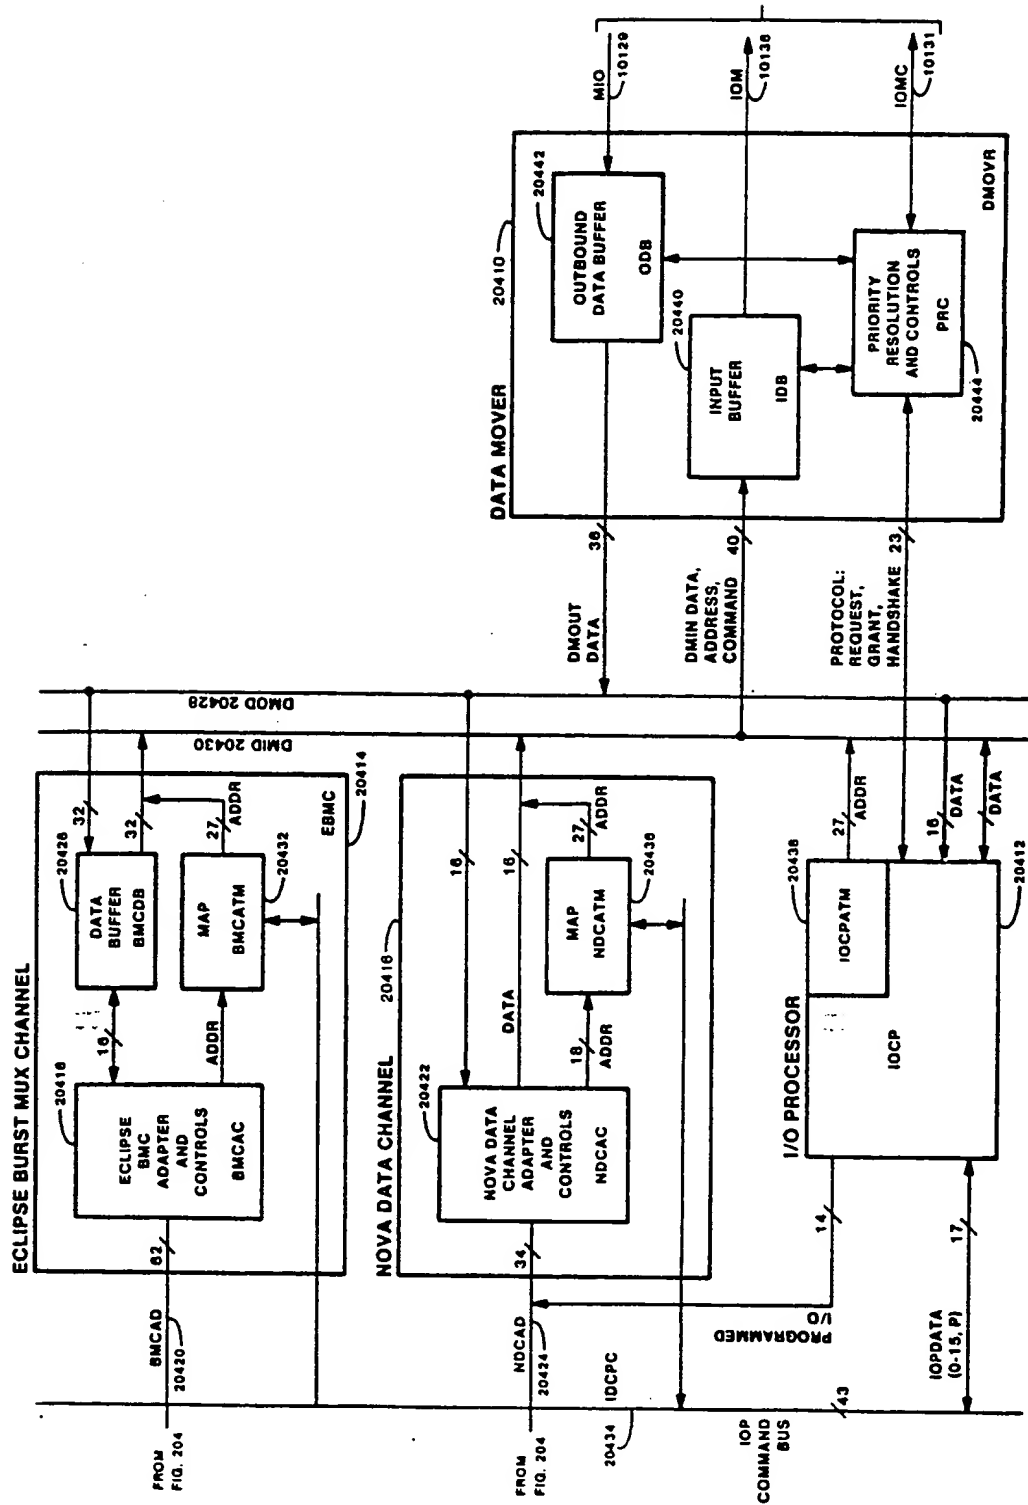 ECLIPSE BURST MUX CHANNEL
FROM
FIG. 204
BMCAD
20420
62
20418
ECLIPSE
BMC
ADAPTER
AND
CONTROLS
BMCAC
16
ADDR
20426
DATA
BUFFER
BMCDB
MAP
BMCATM
20432
32
32
27
ADDR
EBMC
20414
DMID 20430
DMOD 20428
NOVA DATA CHANNEL
20416
FROM
FIG. 204
NDCAD
20424
34
20422
NOVA DATA
CHANNEL
ADAPTER
AND
CONTROLS
NDCAC
DATA
18
ADDR
16
16
27
ADDR
MAP
NDCATM
20436
IDCPC
20434
IOP
COMMAND
BUS
43
PROGRAMMED
I/O
14
IOPDATA
(0-15, P)
17
I/O PROCESSOR
IOCP
IOCPATM
20438
27
ADDR
16
DATA
DATA
20412
DATA MOVER
20410
DMOUT
DATA
36
DMIN DATA,
ADDRESS,
COMMAND
40
PROTOCOL:
REQUEST,
GRANT,
HANDSHAKE
23
OUTBOUND
DATA BUFFER
ODB
20442
INPUT
BUFFER
IDB
20440
PRIORITY
RESOLUTION
AND CONTROLS
PRC
20444
DMOVR
MIO
10129
IOM
10136
IOMC
10131